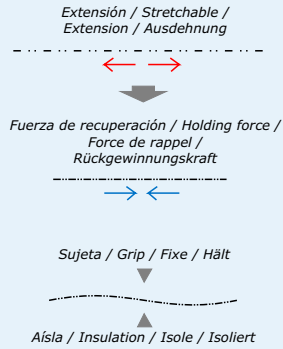 Extensión / Stretchable /
Extension / Ausdehnung
Fuerza de recuperación / Holding force /
Force de rappel /
Rückgewinnungskraft
Sujeta / Grip / Fixe / Hält
Aísla / Insulation / Isole / Isoliert